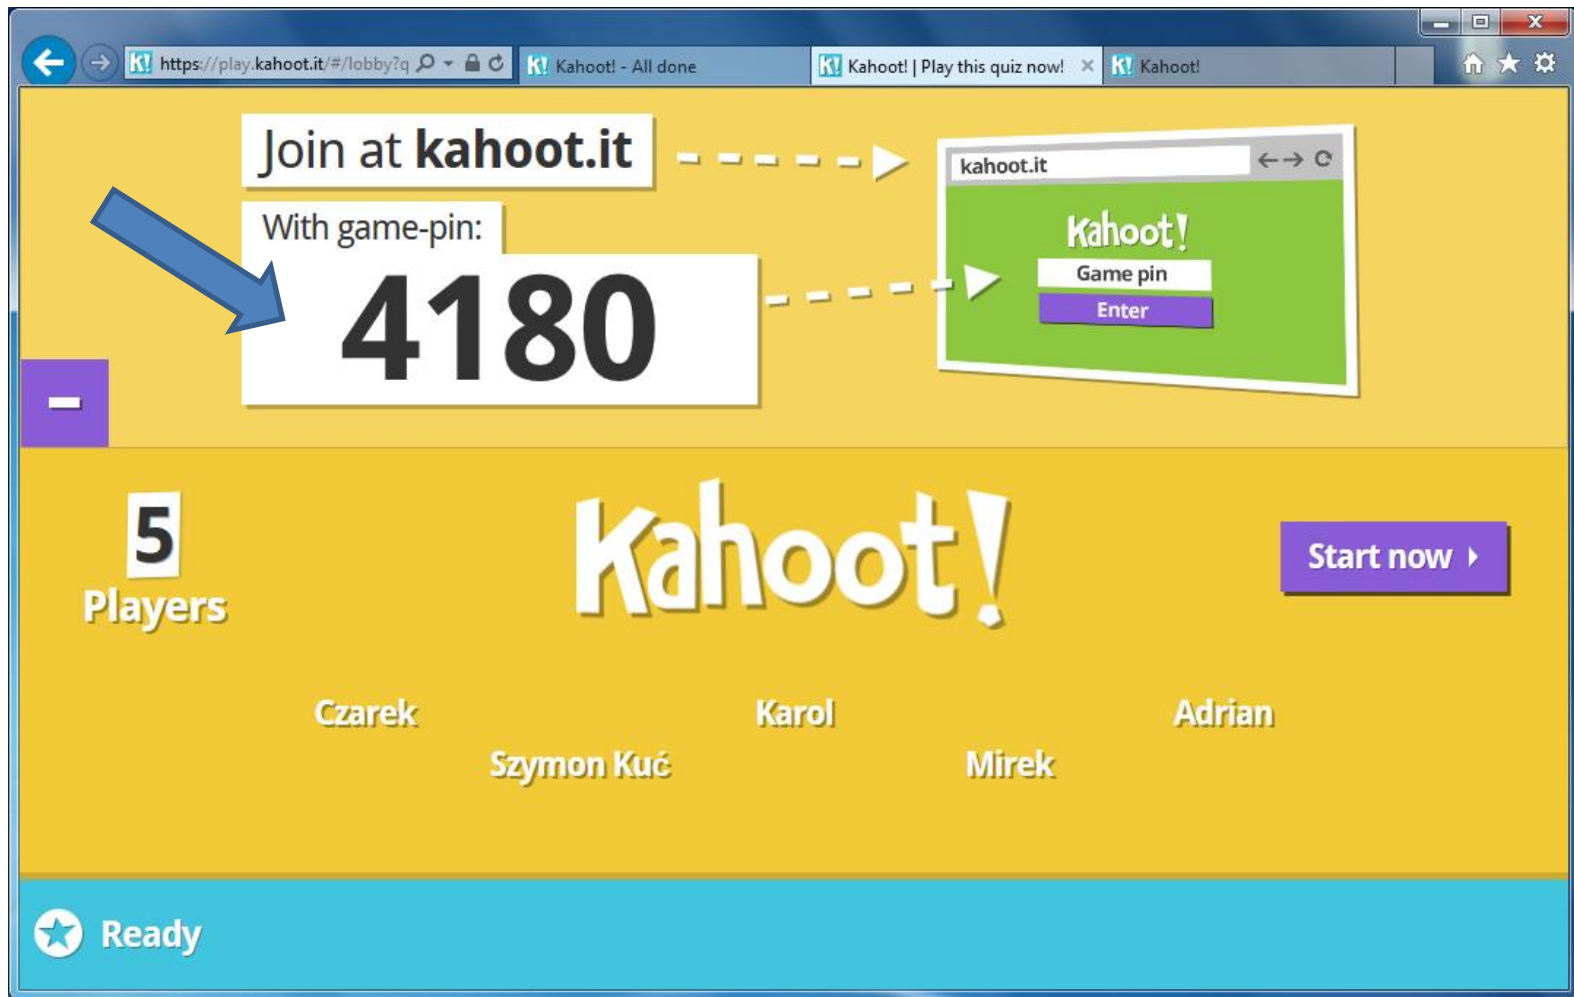 https://play.kahoot.it/#/lobby?q
Kahoot! - All done
Kahoot! | Play this quiz now!
Kahoot!
Join at kahoot.it
With game-pin:
4180
kahoot.it
Kahoot!
Game pin
Enter
5
Players
Kahoot!
Start now
Czarek
Karol
Adrian
Szymon Kuć
Mirek
Ready